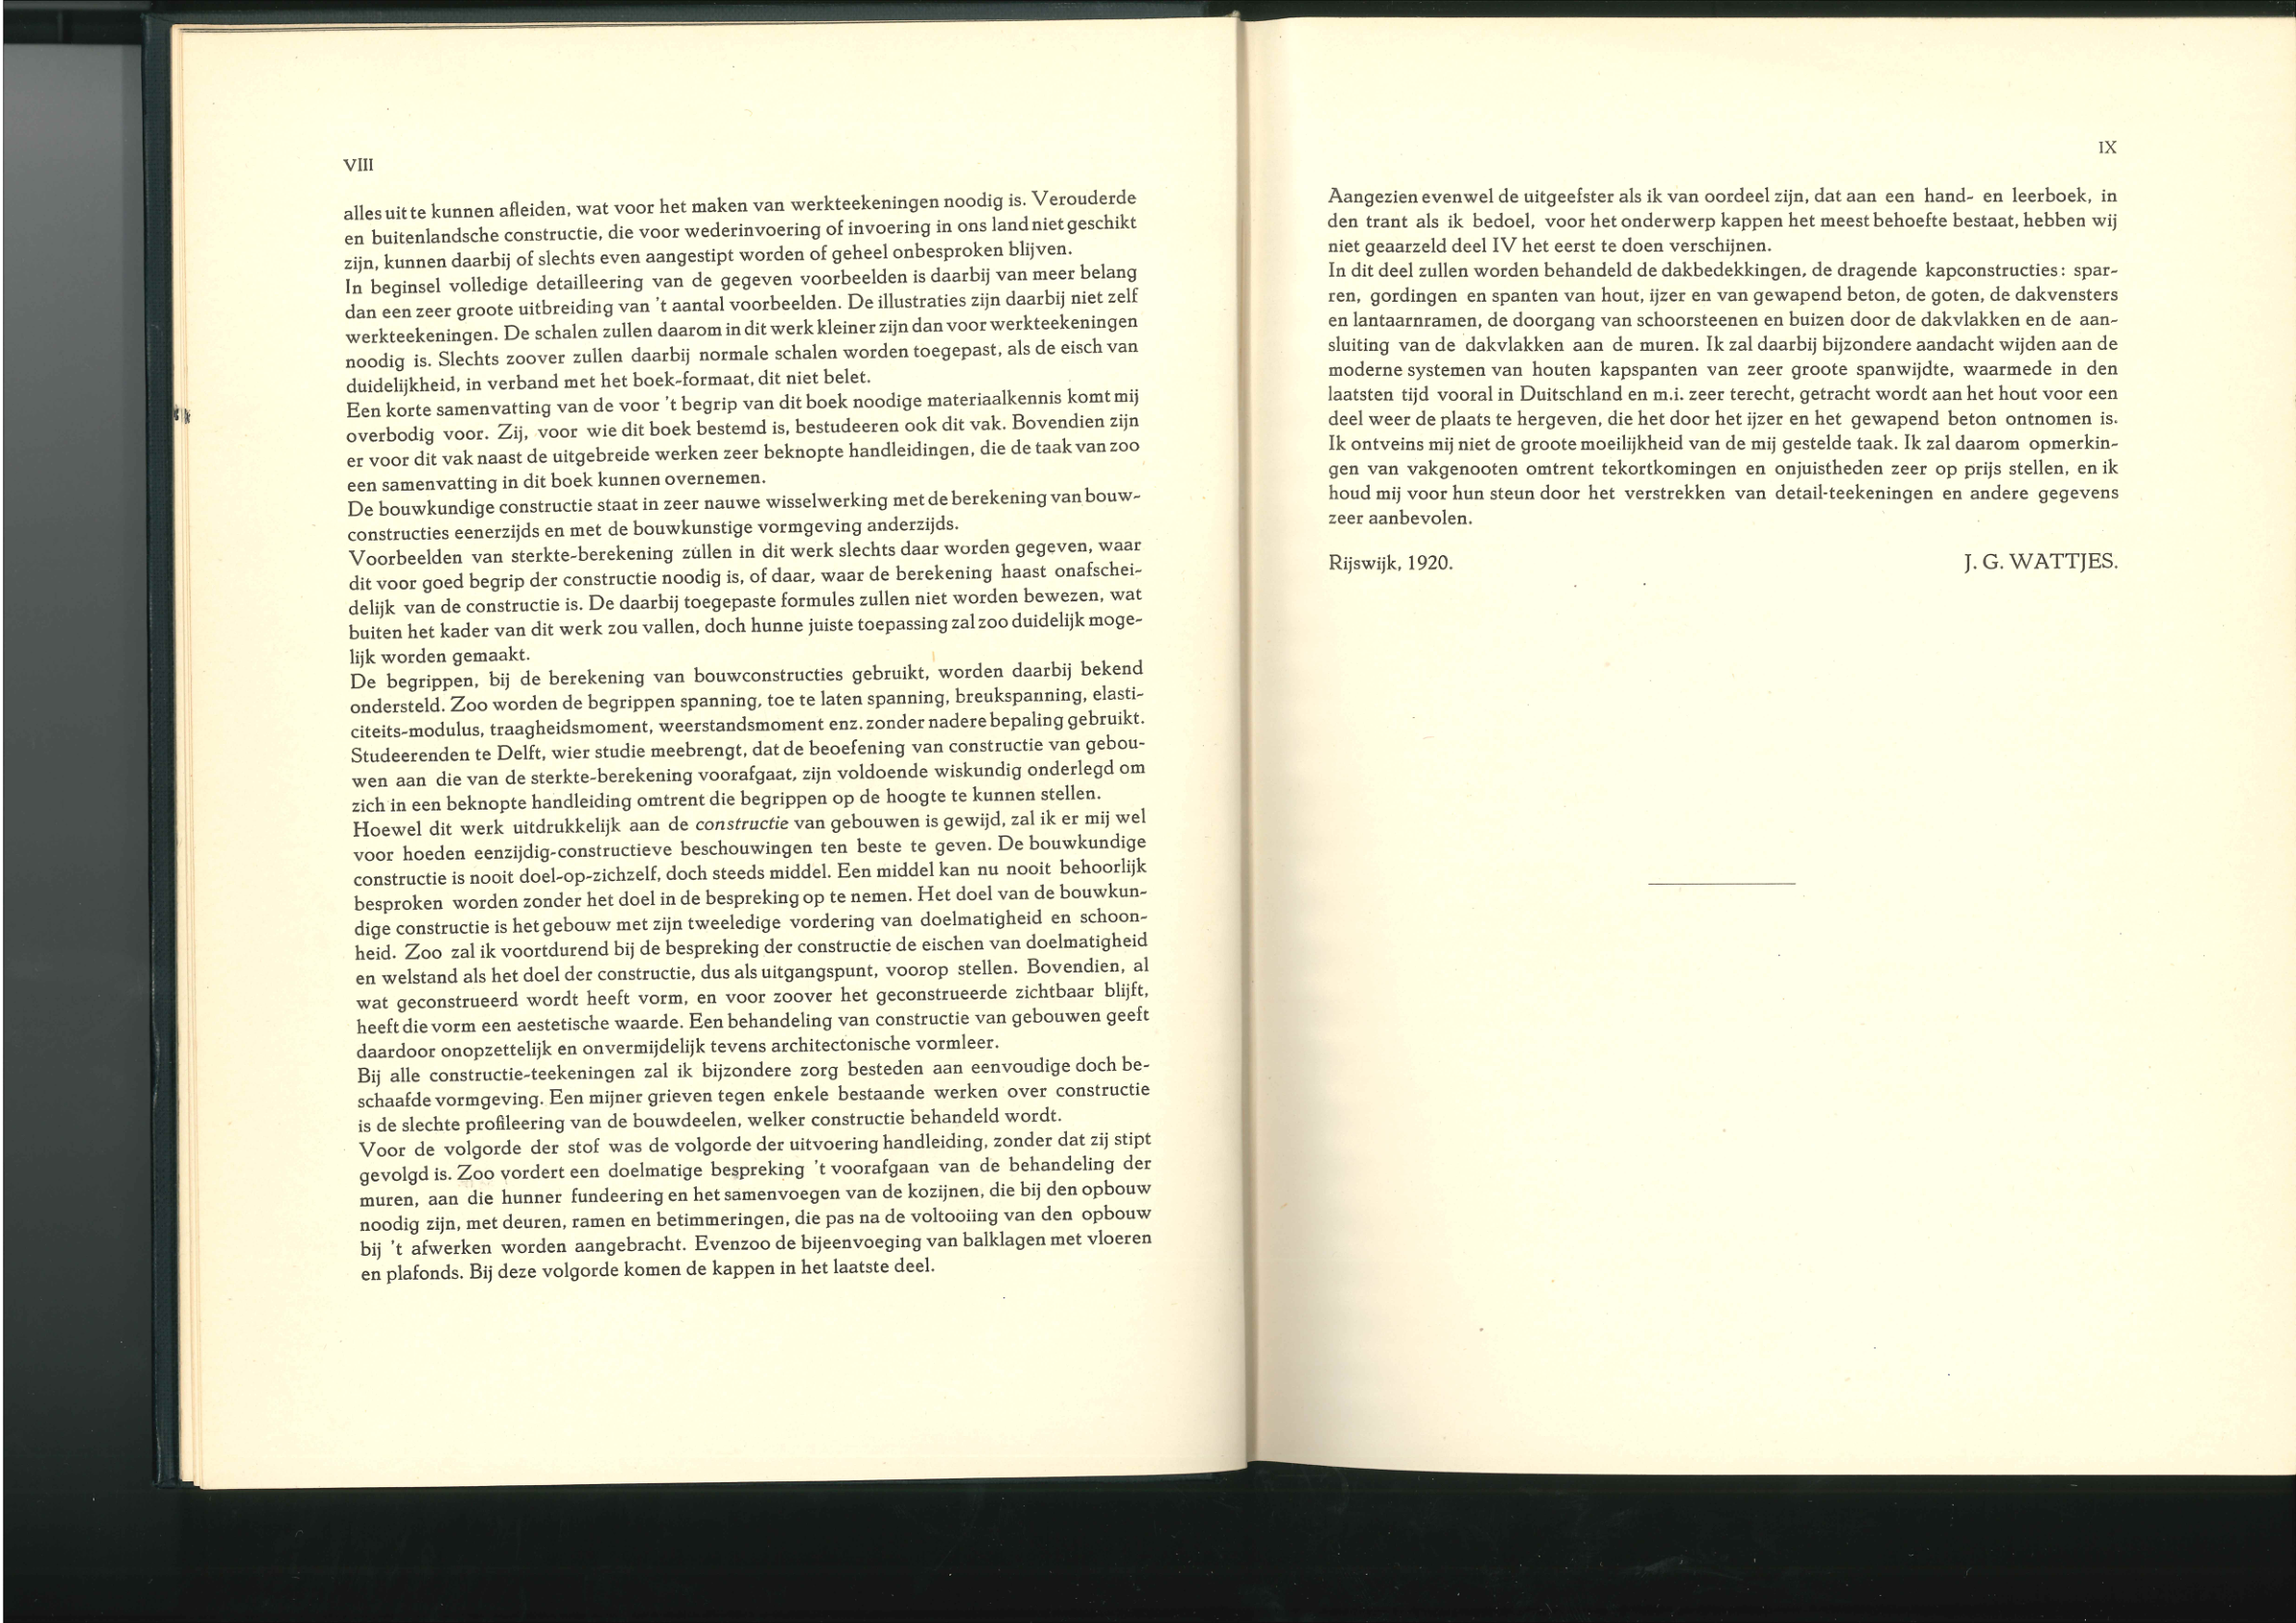 VIII
alles uit te kunnen afleiden, wat voor het maken van werkteekeningen noodig is. Verouderde
en buitenlandsche constructie, die voor wederinvoering of invoering in ons land niet geschikt
zijn, kunnen daarbij of slechts even aangestipt worden of geheel onbesproken blijven.
In beginsel volledige detailleering van de gegeven voorbeelden is daarbij van meer belang
dan een zeer groote uitbreiding van 't aantal voorbeelden. De illustraties zijn daarbij niet zelf
werkteekeningen. De schalen zullen daarom in dit werk kleiner zijn dan voor werkteekeningen
noodig is. Slechts zoover zullen daarbij normale schalen worden toegepast, als de eisch van
duidelijkheid, in verband met het boek-formaat, dit niet belet.
Een korte samenvatting van de voor 't begrip van dit boek noodige materiaalkennis komt mij
overbodig voor. Zij, voor wie dit boek bestemd is, bestudeeren ook dit vak. Bovendien zijn
er voor dit vak naast de uitgebreide werken zeer beknopte handleidingen, die de taak van zoo
een samenvatting in dit boek kunnen overnemen.
De bouwkundige constructie staat in zeer nauwe wisselwerking met de berekening van bouw-
constructies eenerzijds en met de bouwkunstige vormgeving anderzijds.
Voorbeelden van sterkte-berekening zullen in dit werk slechts daar worden gegeven, waar
dit voor goed begrip der constructie noodig is, of daar, waar de berekening haast onafschei-
delijk van de constructie is. De daarbij toegepaste formules zullen niet worden bewezen, wat
buiten het kader van dit werk zou vallen, doch hunne juiste toepassing zal zoo duidelijk moge-
lijk worden gemaakt.
De begrippen, bij de berekening van bouwconstructies gebruikt, worden daarbij bekend
ondersteld. Zoo worden de begrippen spanning, toe te laten spanning, breukspanning, elasti-
citeits-modulus, traagheidsmoment, weerstandsmoment enz. zonder nadere bepaling gebruikt.
Studeerenden te Delft, wier studie meebrengt, dat de beoefening van constructie van gebou-
wen aan die van de sterkte-berekening voorafgaat, zijn voldoende wiskundig onderlegd om
zich in een beknopte handleiding omtrent die begrippen op de hoogte te kunnen stellen.
Hoewel dit werk uitdrukkelijk aan de constructie van gebouwen is gewijd, zal ik er mij wel
voor hoeden eenzijdig-constructieve beschouwingen ten beste te geven. De bouwkundige
constructie is nooit doel-op-zichzelf, doch steeds middel. Een middel kan nu nooit behoorlijk
besproken worden zonder het doel in de bespreking op te nemen. Het doel van de bouwkun-
dige constructie is het gebouw met zijn tweeledige vordering van doelmatigheid en schoon-
heid. Zoo zal ik voortdurend bij de bespreking der constructie de eischen van doelmatigheid
en welstand als het doel der constructie, dus als uitgangspunt, voorop stellen. Bovendien, al
wat geconstrueerd wordt heeft vorm, en voor zoover het geconstrueerde zichtbaar blijft,
heeft die vorm een aestetische waarde. Een behandeling van constructie van gebouwen geeft
daardoor onopzettelijk en onvermijdelijk tevens architectonische vormleer.
Bij alle constructie-teekeningen zal ik bijzondere zorg besteden aan eenvoudige doch be-
schaafde vormgeving. Een mijner grieven tegen enkele bestaande werken over constructie
is de slechte profileering van de bouwdeelen, welker constructie behandeld wordt.
Voor de volgorde der stof was de volgorde der uitvoering handleiding, zonder dat zij stipt
gevolgd is. Zoo vordert een doelmatige bespreking 't voorafgaan van de behandeling der
muren, aan die hunner fundeering en het samenvoegen van de kozijnen, die bij den opbouw
noodig zijn, met deuren, ramen en betimmeringen, die pas na de voltooiing van den opbouw
bij 't afwerken worden aangebracht. Evenzoo de bijeenvoeging van balklagen met vloeren
en plafonds. Bij deze volgorde komen de kappen in het laatste deel.
IX
Aangezien evenwel de uitgeefster als ik van oordeel zijn, dat aan een hand- en leerboek, in
den trant als ik bedoel, voor het onderwerp kappen het meest behoefte bestaat, hebben wij
niet geaarzeld deel IV het eerst te doen verschijnen.
In dit deel zullen worden behandeld de dakbedekkingen, de dragende kapconstructies: spar-
ren, gordingen en spanten van hout, ijzer en van gewapend beton, de goten, de dakvensters
en lantaarnramen, de doorgang van schoorsteenen en buizen door de dakvlakken en de aan-
sluiting van de dakvlakken aan de muren. Ik zal daarbij bijzondere aandacht wijden aan de
moderne systemen van houten kapspanten van zeer groote spanwijdte, waarmede in den
laatsten tijd vooral in Duitschland en m.i. zeer terecht, getracht wordt aan het hout voor een
deel weer de plaats te hergeven, die het door het ijzer en het gewapend beton ontnomen is.
Ik ontveins mij niet de groote moeilijkheid van de mij gestelde taak. Ik zal daarom opmerkin-
gen van vakgenooten omtrent tekortkomingen en onjuistheden zeer op prijs stellen, en ik
houd mij voor hun steun door het verstrekken van detail-teekeningen en andere gegevens
zeer aanbevolen.
Rijswijk, 1920. J. G. WATTJES.